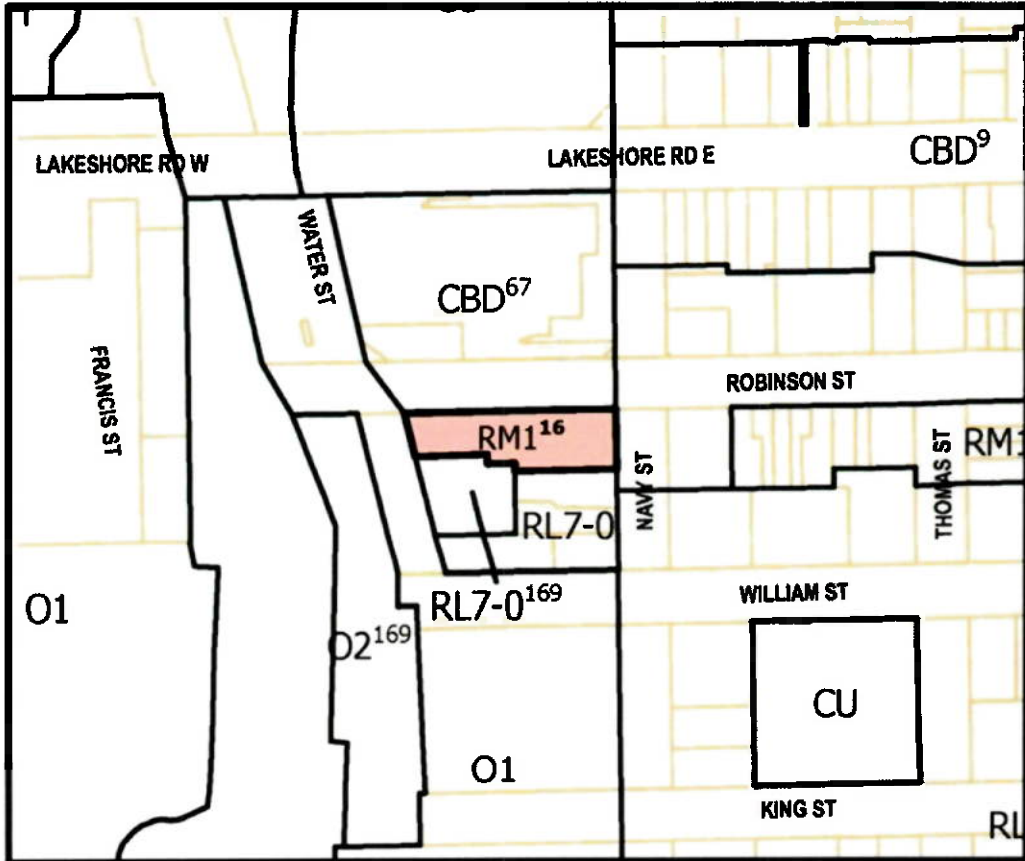 LAKESHORE RD W
LAKESHORE RD E
CBD⁹
WATER ST
CBD⁶⁷
FRANCIS ST
ROBINSON ST
RM1¹⁶
NAVY ST
THOMAS ST
RM1
RL7-0
RL7-0¹⁶⁹
WILLIAM ST
O1
O2¹⁶⁹
CU
O1
KING ST
RL